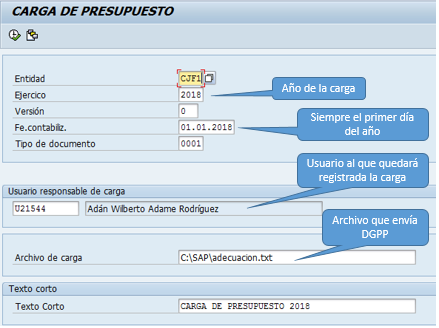 CARGA DE PRESUPUESTO
Entidad CJF1
Ejercico 2018
Año de la carga
Versión 0
Fe.contabiliz. 01.01.2018
Siempre el primer día
del año
Tipo de documento 0001
Usuario al que quedará
registrada la carga
Usuario responsable de carga
U21544 Adán Wilberto Adame Rodríguez
Archivo que envía
DGPP
Archivo de carga C:\SAP\adecuacion.txt
Texto corto
Texto Corto CARGA DE PRESUPUESTO 2018